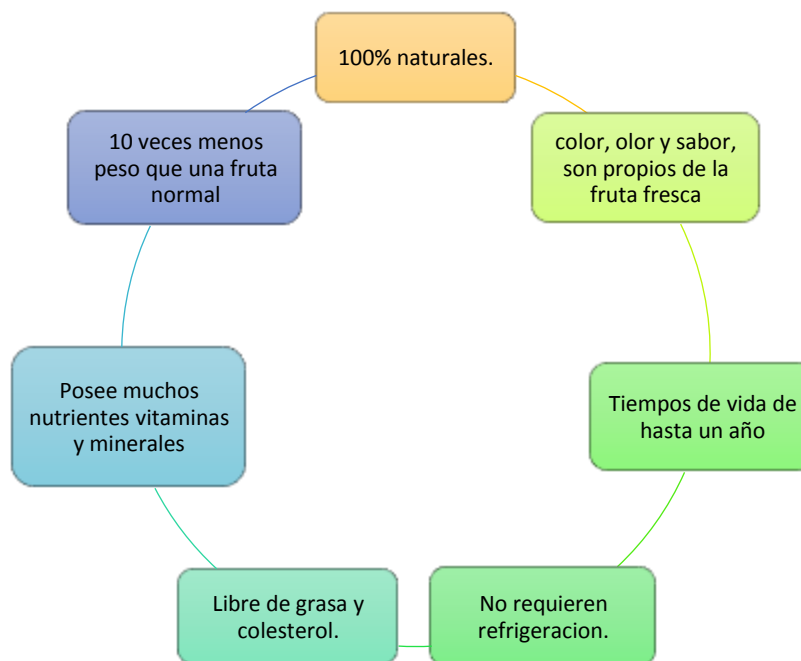 100% naturales.
color, olor y sabor,
son propios de la
fruta fresca
Tiempos de vida de
hasta un año
No requieren
refrigeracion.
Libre de grasa y
colesterol.
Posee muchos
nutrientes vitaminas
y minerales
10 veces menos
peso que una fruta
normal